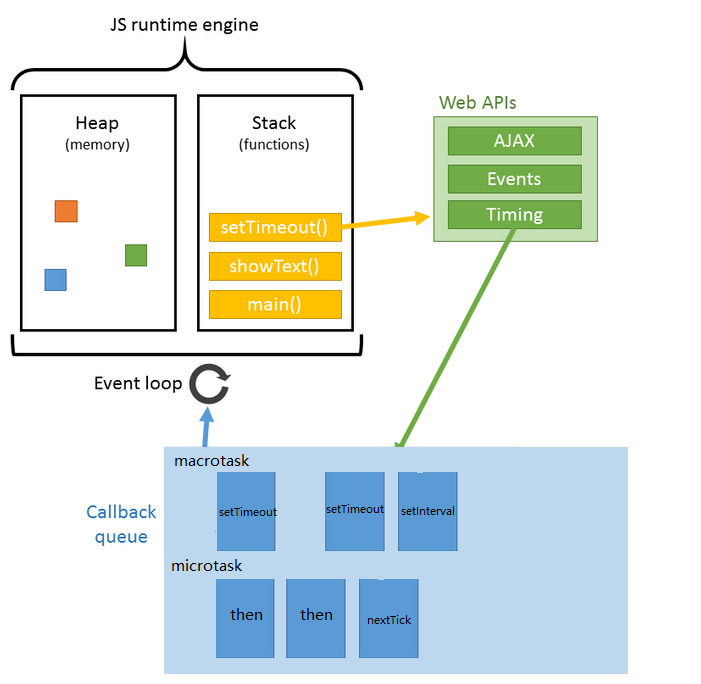 JS runtime engine
Heap
(memory)
Stack
(functions)
setTimeout()
showText()
main()
Web APIs
AJAX
Events
Timing
Event loop
Callback
queue
macrotask
setTimeout
setTimeout
setInterval
microtask
then
then
nextTick